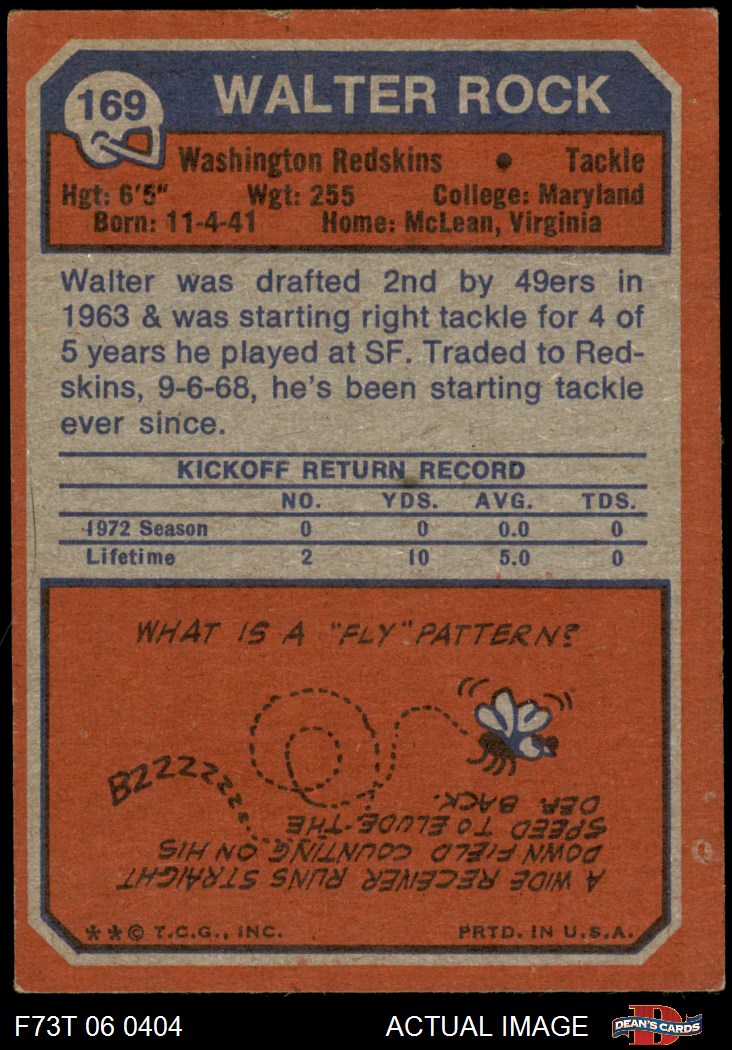 169
WALTER ROCK
Washington Redskins • Tackle
Hgt: 6'5" Wgt: 255 College: Maryland
Born: 11-4-41 Home: McLean, Virginia
Walter was drafted 2nd by 49ers in
1963 & was starting right tackle for 4 of
5 years he played at SF. Traded to Red-
skins, 9-6-68, he's been starting tackle
ever since.
KICKOFF RETURN RECORD
NO. YDS. AVG. TDS.
1972 Season 0 0 0.0 0
Lifetime 2 10 5.0 0
WHAT IS A "FLY" PATTERN?
BZZZZZZZ
A WIDE RECEIVER RUNS STRAIGHT
DOWN FIELD COUNTING ON HIS
SPEED TO ELUDE THE
DEF. BACK.
** © T.C.G., INC. PRTD. IN U.S.A.
F73T 06 0404 ACTUAL IMAGE
D
DEAN'S CARDS